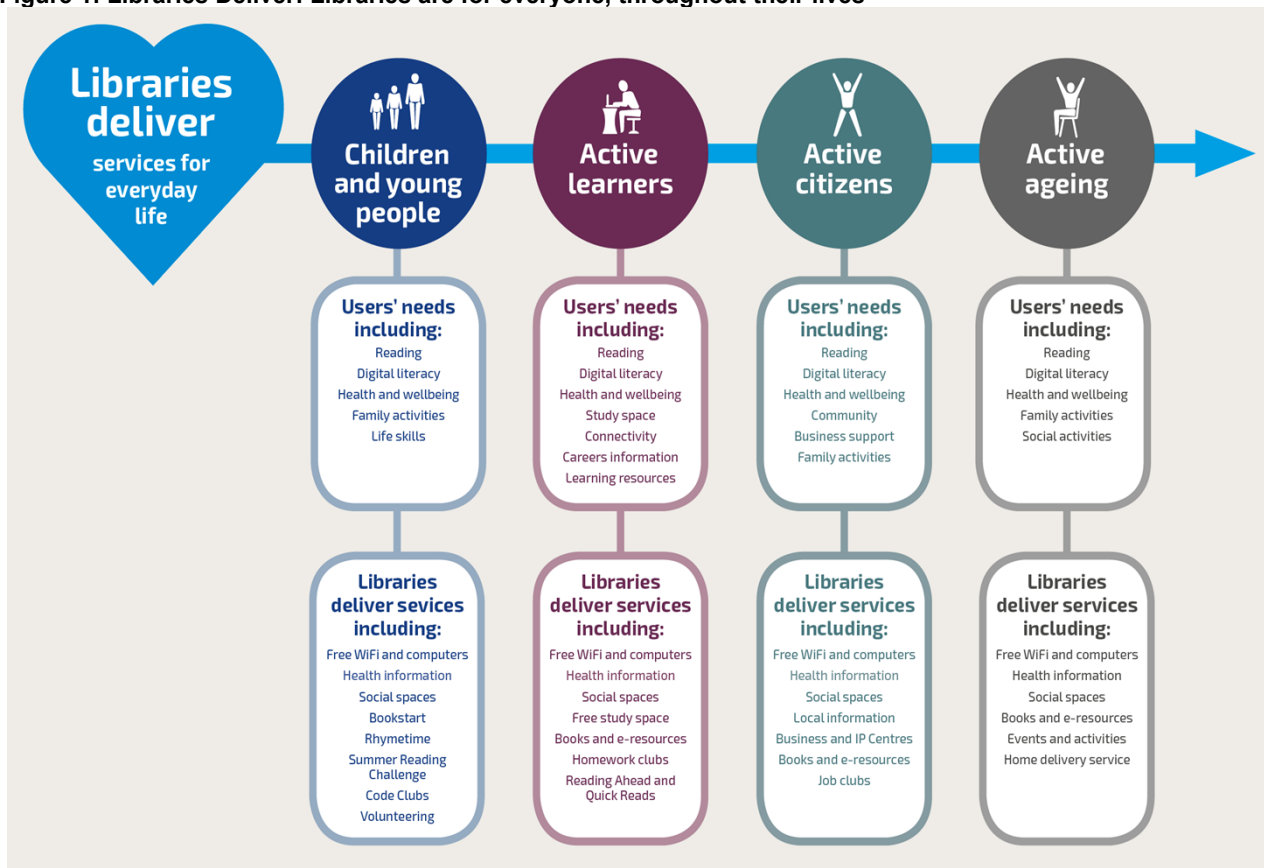 Figure 1: Libraries Deliver: Libraries are for everyone, throughout their lives
Libraries
deliver
services for
everyday
life
Children
and young
people
Active
learners
Active
citizens
Active
ageing
Users' needs
including:
Reading
Digital literacy
Health and wellbeing
Family activities
Life skills
Users' needs
including:
Reading
Digital literacy
Health and wellbeing
Study space
Connectivity
Careers information
Learning resources
Users' needs
including:
Reading
Digital literacy
Health and wellbeing
Community
Business support
Family activities
Users' needs
including:
Reading
Digital literacy
Health and wellbeing
Family activities
Social activities
Libraries
deliver sevices
including:
Free WiFi and computers
Health information
Social spaces
Bookstart
Rhymetime
Summer Reading
Challenge
Code Clubs
Volunteering
Libraries
deliver services
including:
Free WiFi and computers
Health information
Social spaces
Free study space
Books and e-resources
Homework clubs
Reading Ahead and
Quick Reads
Libraries
deliver services
including:
Free WiFi and computers
Health information
Social spaces
Local information
Business and IP Centres
Books and e-resources
Job clubs
Libraries
deliver services
including:
Free WiFi and computers
Health information
Social spaces
Books and e-resources
Events and activities
Home delivery service